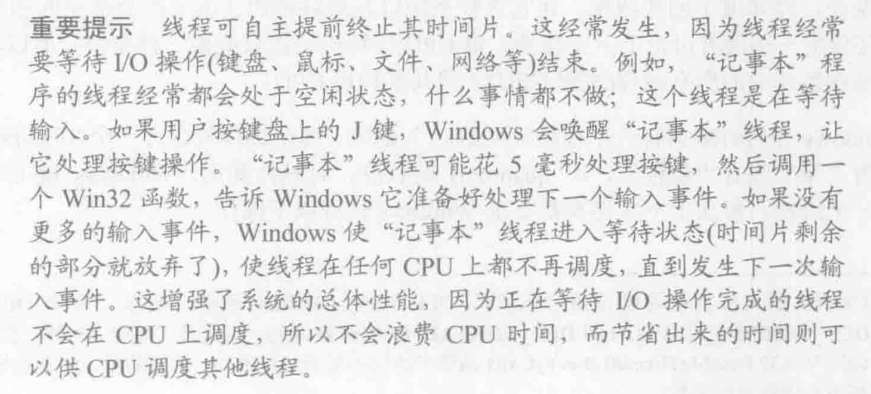 重要提示 线程可自主提前终止其时间片。这经常发生，因为线程经常
要等待 I/O 操作(键盘、鼠标、文件、网络等)结束。例如，“记事本”程
序的线程经常都会处于空闲状态，什么事情都不做；这个线程是在等待
输入。如果用户按键盘上的 J 键，Windows 会唤醒“记事本”线程，让
它处理按键操作。“记事本”线程可能花 5 毫秒处理按键，然后调用一
个 Win32 函数，告诉 Windows 它准备好处理下一个输入事件。如果没有
更多的输入事件，Windows 使“记事本”线程进入等待状态(时间片剩余
的部分就放弃了)，使线程在任何 CPU 上都不再调度，直到发生下一次输
入事件。这增强了系统的总体性能，因为正在等待 I/O 操作完成的线程
不会在 CPU 上调度，所以不会浪费 CPU 时间，而节省出来的时间则可
以供 CPU 调度其他线程。